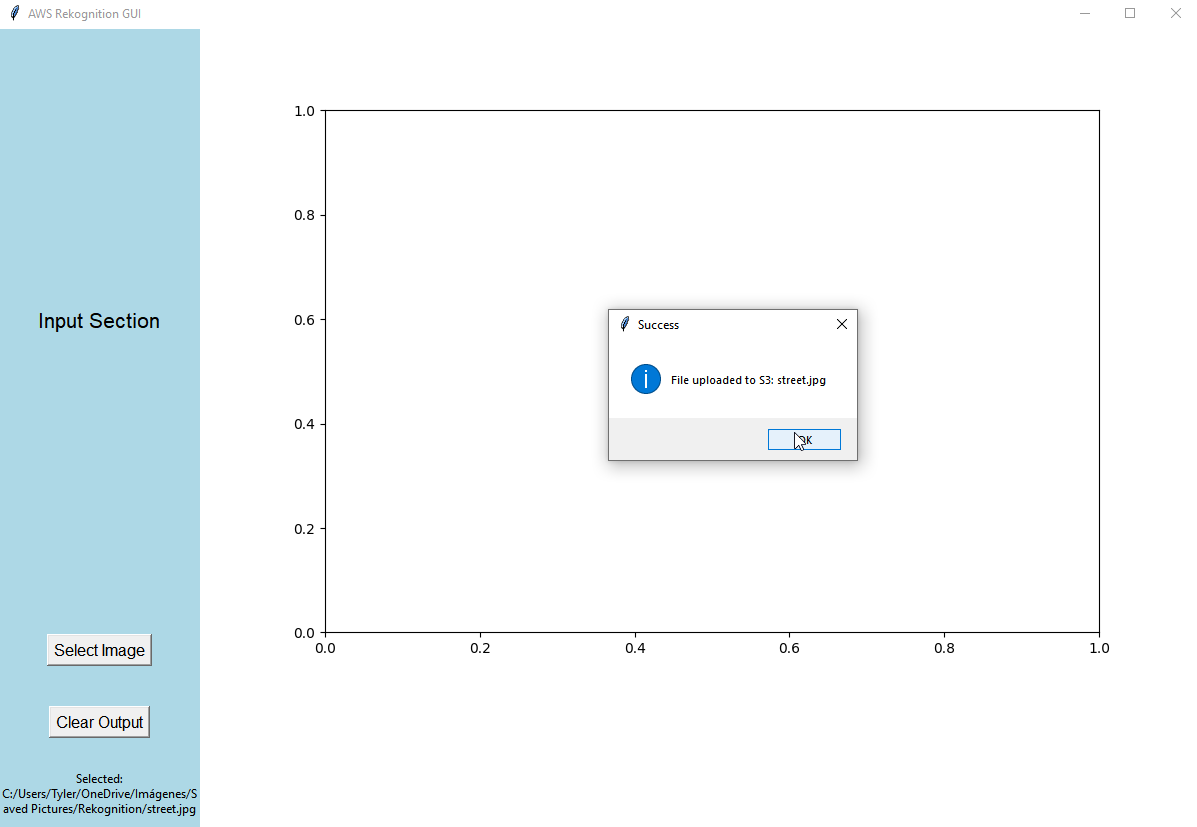 AWS Rekognition GUI
Input Section
Select Image
Clear Output
Selected:
C:/Users/Tyler/OneDrive/Imágenes/S
aved Pictures/Rekognition/street.jpg
1.0
0.8
0.6
0.4
0.2
0.0
0.0 0.2 0.4 0.6 0.8 1.0
Success
File uploaded to S3: street.jpg
OK